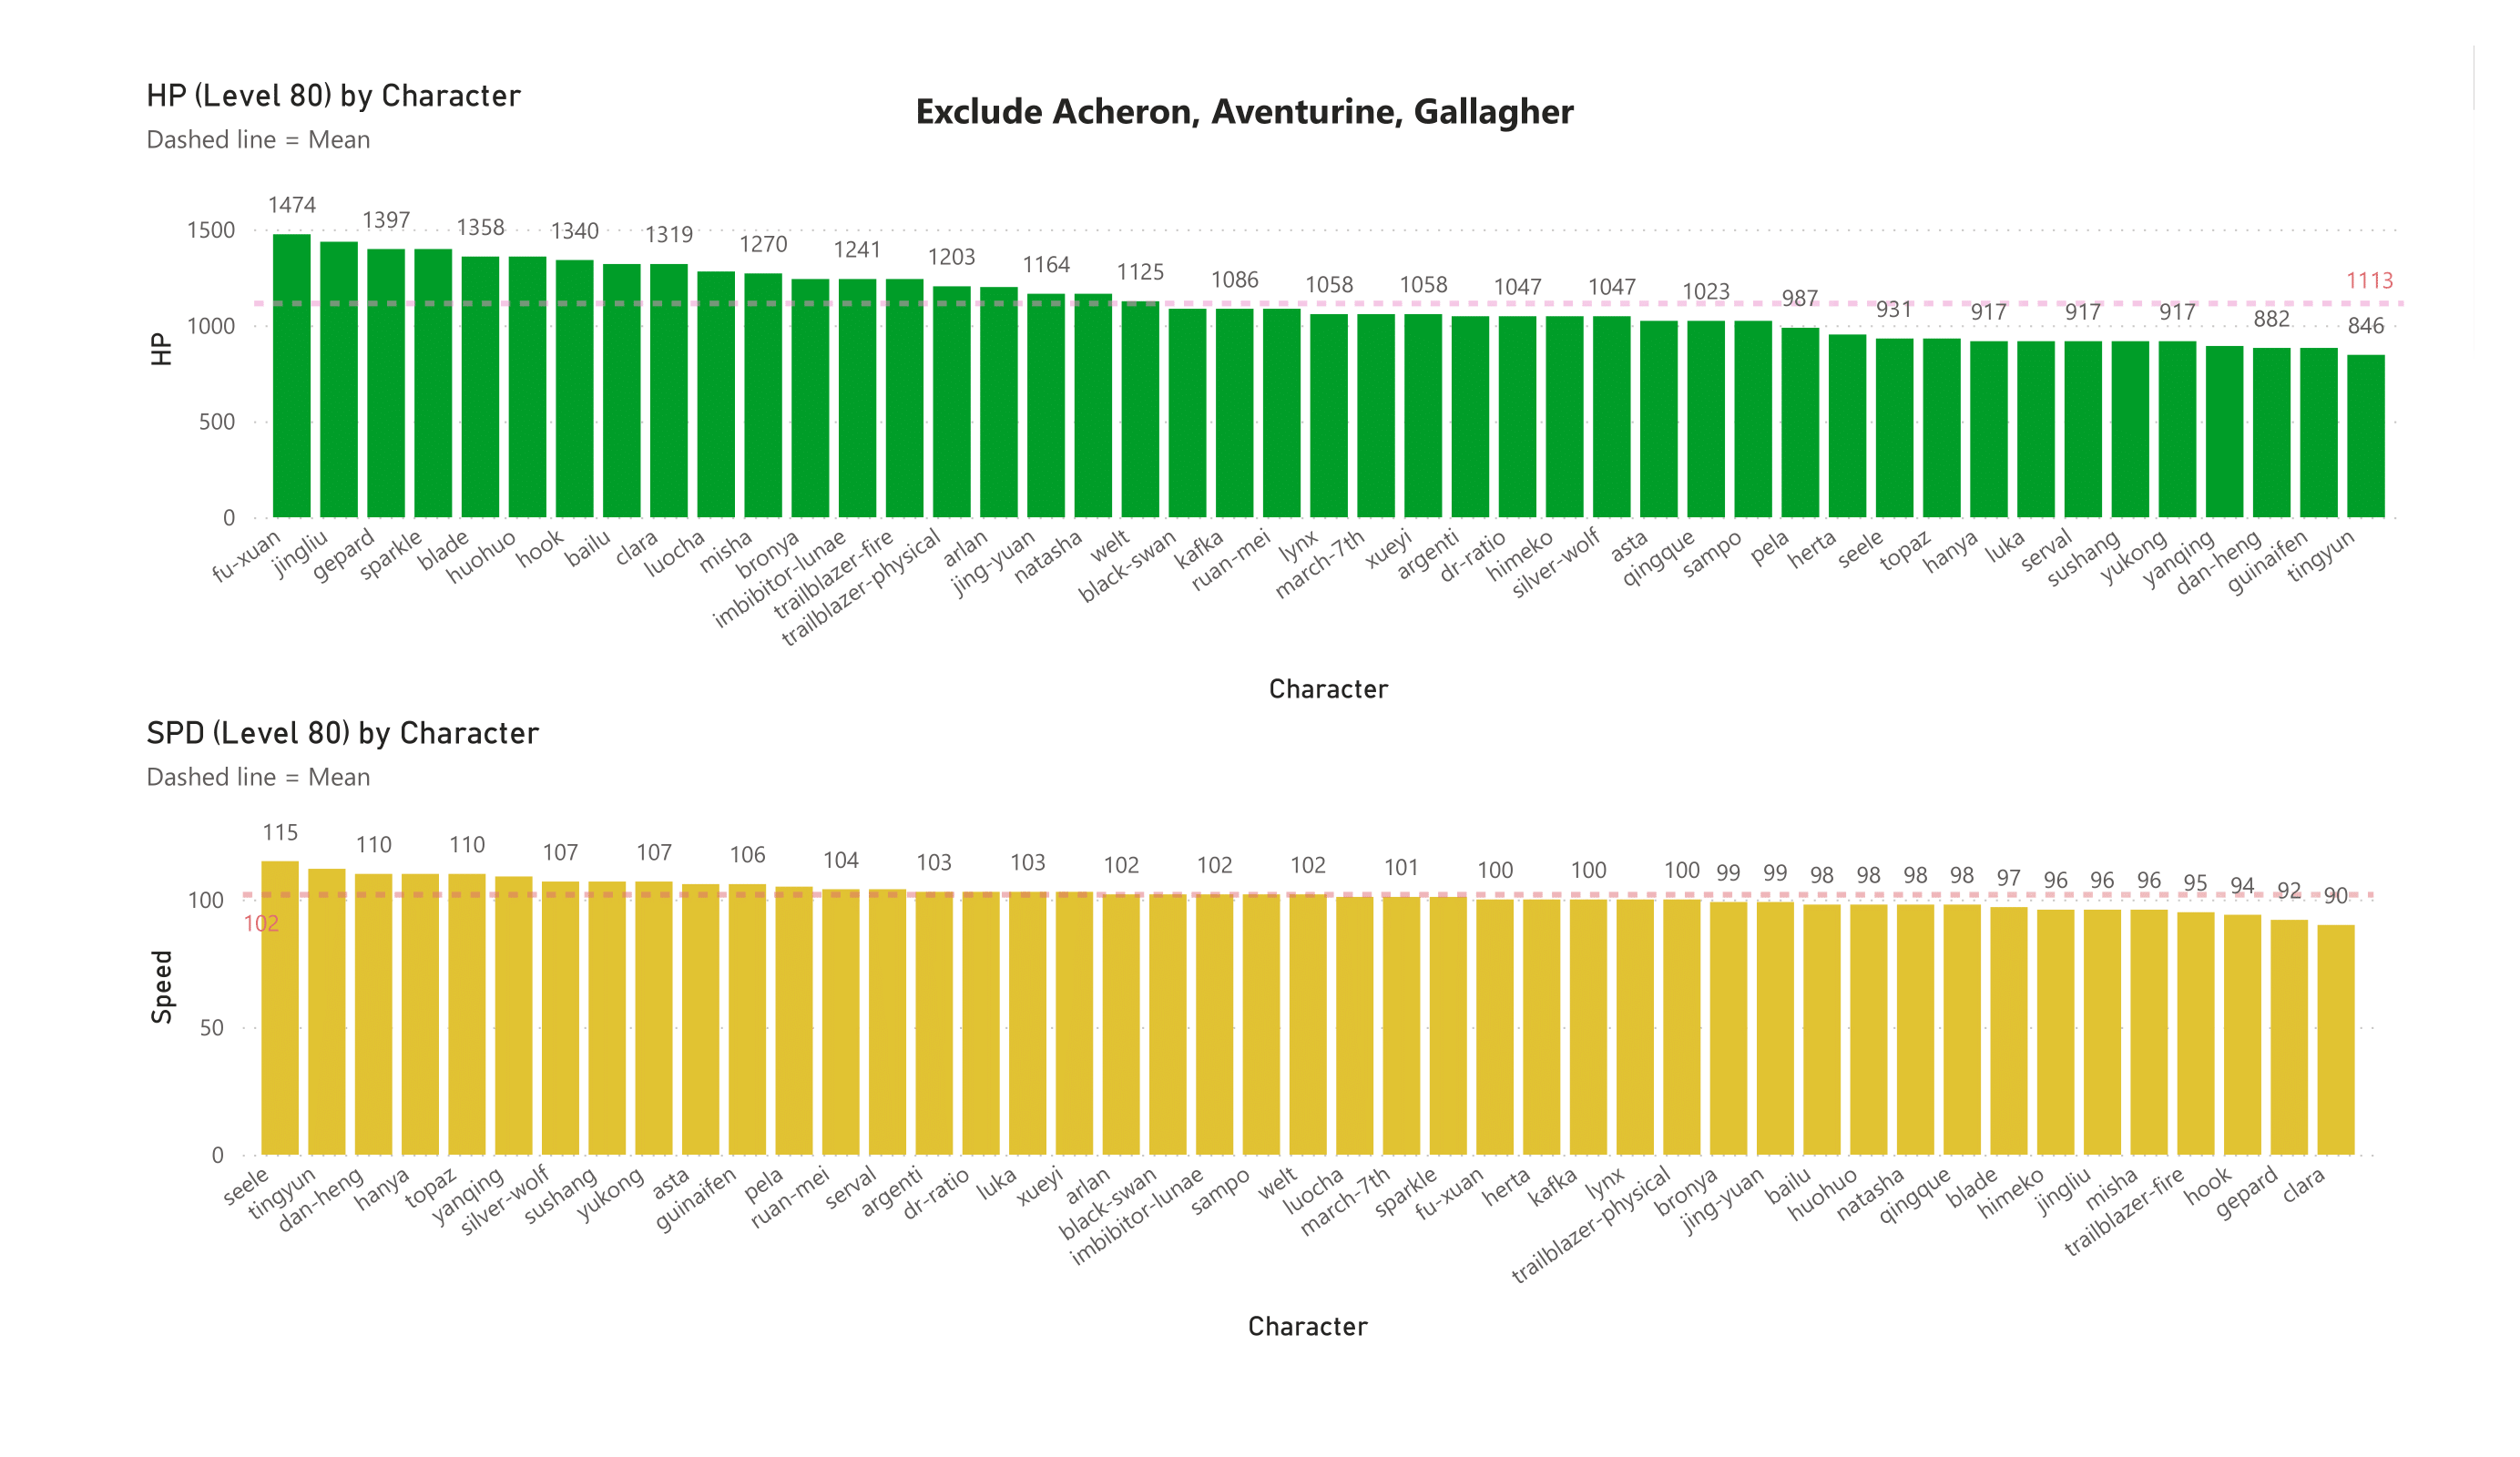 HP (Level 80) by Character
Exclude Acheron, Aventurine, Gallagher
Dashed line = Mean
1474 1397 1358 1340 1319 1270 1241 1203 1164 1125 1086 1058 1058 1047 1047 1023 987 931 917 917 917 882 846
1113
1500
1000
500
0
HP
fu-xuan jingliu gepard sparkle blade huohuo hook bailu clara luocha misha bronya imbibitor-lunae trailblazer-fire trailblazer-physical arlan jing-yuan natasha welt black-swan kafka ruan-mei lynx march-7th xueyi argenti dr-ratio himeko silver-wolf asta qingque sampo pela herta seele topaz hanya luka serval sushang yukong yanqing dan-heng guinaifen tingyun
Character
SPD (Level 80) by Character
Dashed line = Mean
115 110 110 107 107 106 104 103 103 102 102 102 101 100 100 100 99 99 98 98 98 98 97 96 96 96 95 94 92 90
100
102
50
0
Speed
seele tingyun dan-heng hanya topaz yanqing silver-wolf sushang yukong asta guinaifen pela ruan-mei serval argenti dr-ratio luka xueyi arlan black-swan imbibitor-lunae sampo welt luocha march-7th sparkle fu-xuan herta kafka lynx trailblazer-physical bronya jing-yuan bailu huohuo natasha qingque blade himeko jingliu misha trailblazer-fire hook gepard clara
Character